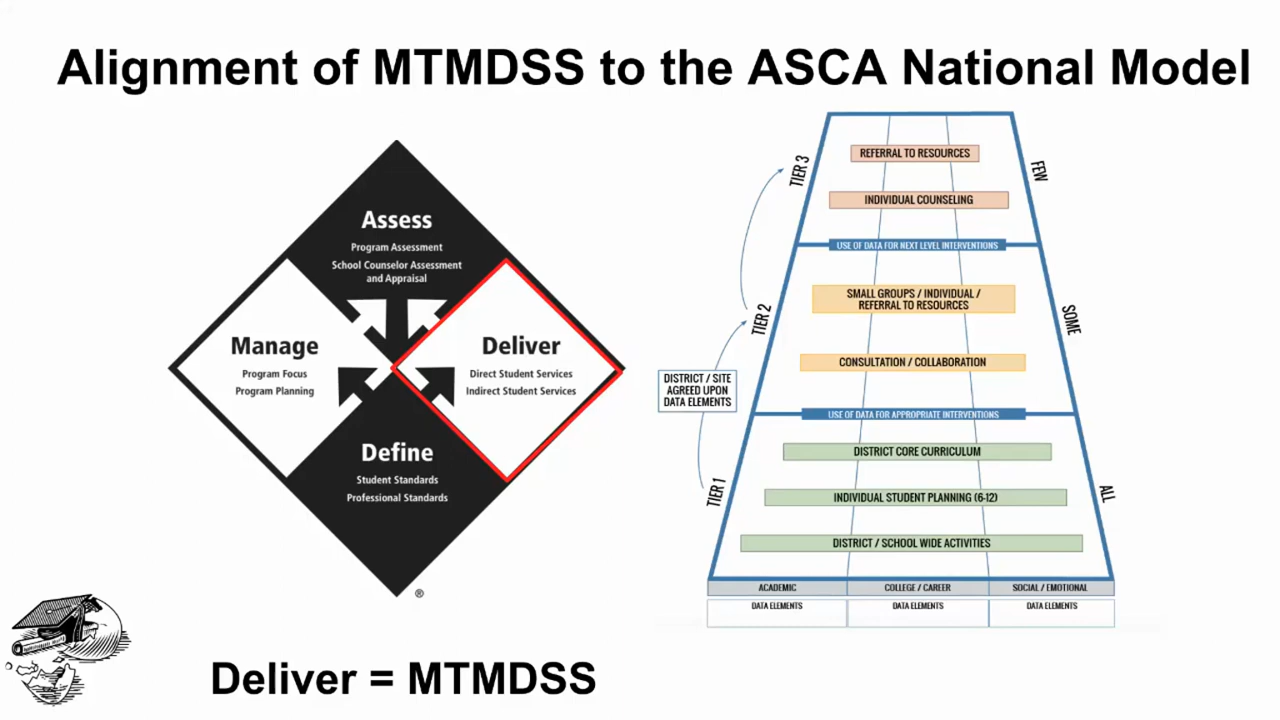 Alignment of MTMDSS to the ASCA National Model
Assess
Program Assessment
School Counselor Assessment
and Appraisal
Manage
Program Focus
Program Planning
Deliver
Direct Student Services
Indirect Student Services
Define
Student Standards
Professional Standards
®
TIER 3
FEW
REFERRAL TO RESOURCES
INDIVIDUAL COUNSELING
USE OF DATA FOR NEXT LEVEL INTERVENTIONS
TIER 2
SOME
SMALL GROUPS / INDIVIDUAL /
REFERRAL TO RESOURCES
CONSULTATION / COLLABORATION
DISTRICT / SITE
AGREED UPON
DATA ELEMENTS
USE OF DATA FOR APPROPRIATE INTERVENTIONS
TIER 1
ALL
DISTRICT CORE CURRICULUM
INDIVIDUAL STUDENT PLANNING (6-12)
DISTRICT / SCHOOL WIDE ACTIVITIES
ACADEMIC
COLLEGE / CAREER
SOCIAL / EMOTIONAL
DATA ELEMENTS
DATA ELEMENTS
DATA ELEMENTS
Deliver = MTMDSS